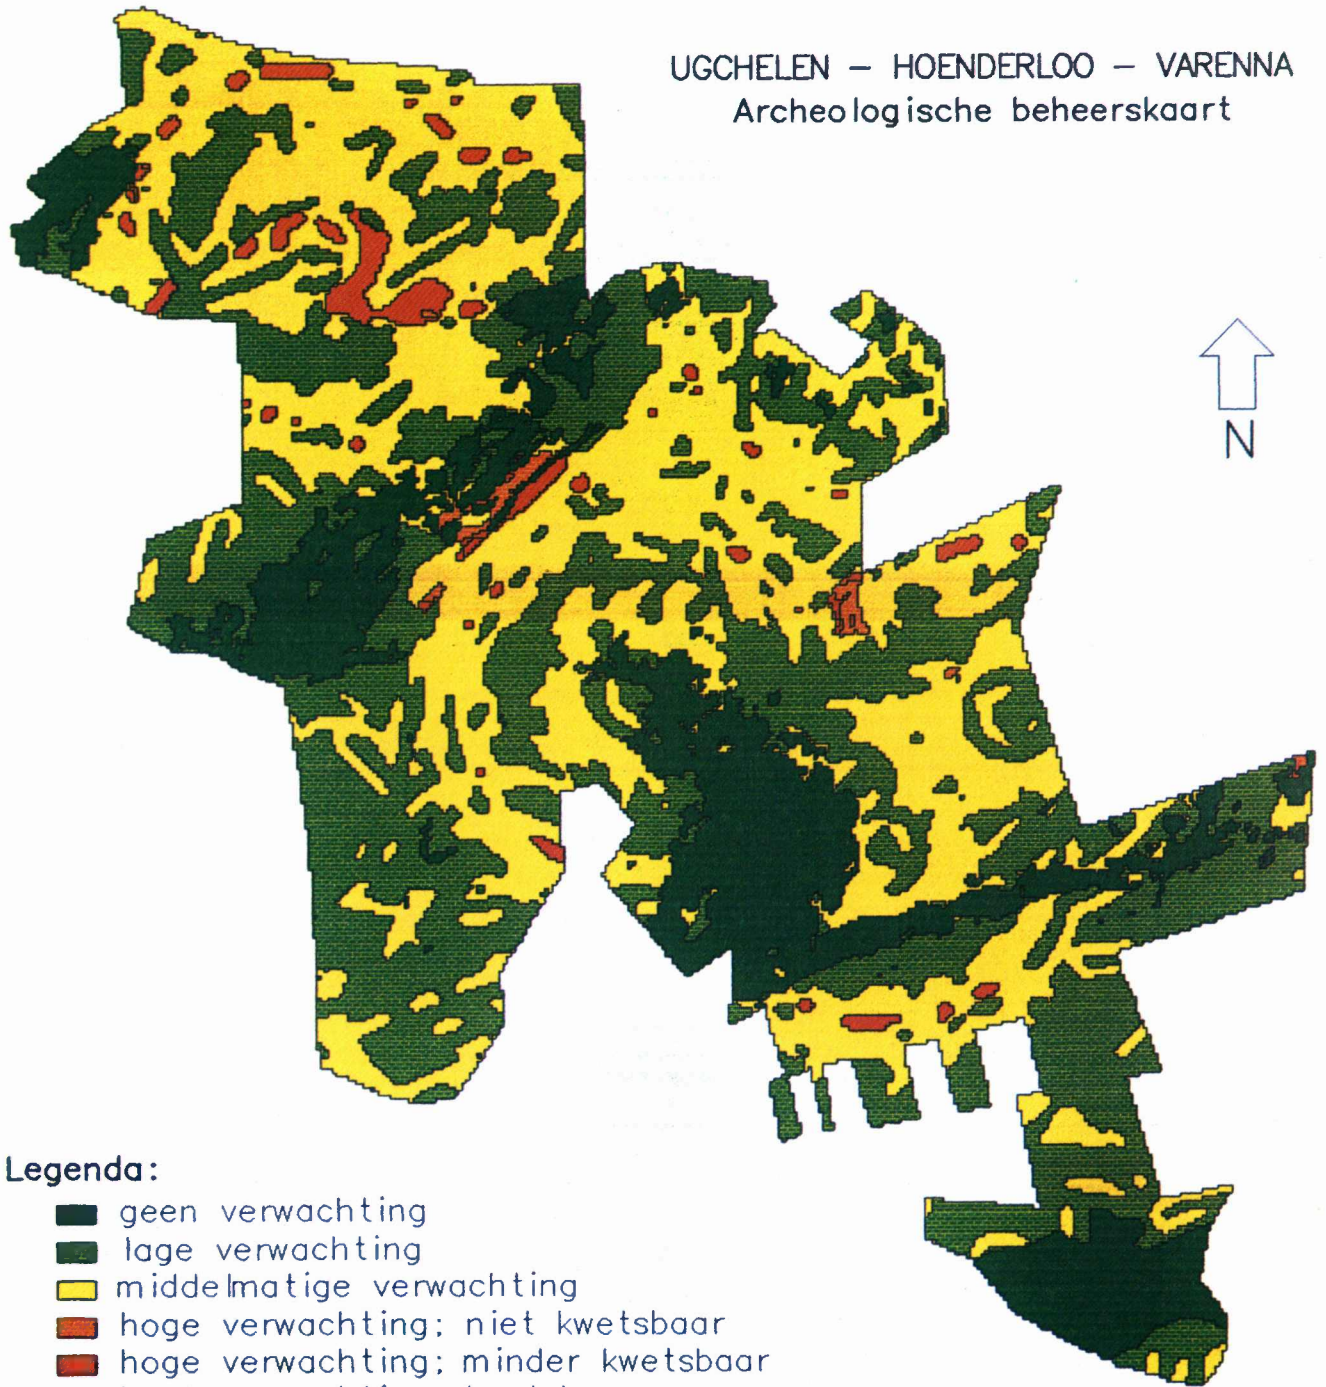 UGCHELEN – HOENDERLOO – VARENNA
Archeologische beheerskaart
N
Legenda:
geen verwachting
lage verwachting
middelmatige verwachting
hoge verwachting; niet kwetsbaar
hoge verwachting; minder kwetsbaar